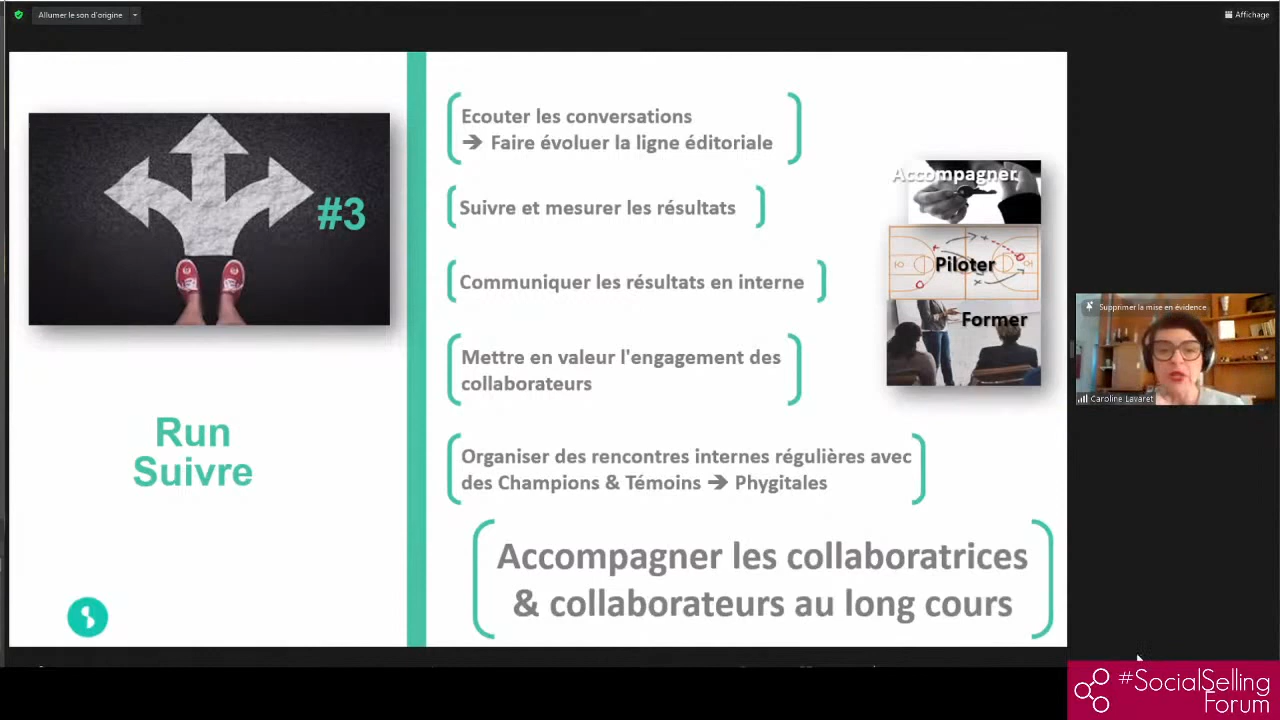 Allumer le son d'origine
Affichage
#3
Run
Suivre
Ecouter les conversations
➔ Faire évoluer la ligne éditoriale
Suivre et mesurer les résultats
Communiquer les résultats en interne
Mettre en valeur l'engagement des
collaborateurs
Organiser des rencontres internes régulières avec
des Champions & Témoins ➔ Phygitales
Accompagner les collaboratrices
& collaborateurs au long cours
Accompagner
Piloter
Former
Supprimer la mise en évidence
Caroline Lavaret
#SocialSelling
Forum